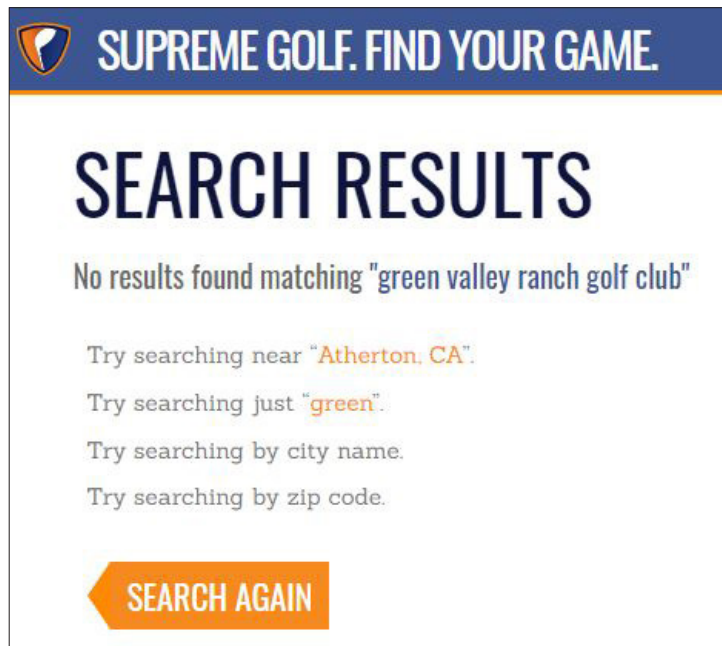 SUPREME GOLF. FIND YOUR GAME.
SEARCH RESULTS
No results found matching "green valley ranch golf club"
Try searching near “Atherton, CA”.
Try searching just “green”.
Try searching by city name.
Try searching by zip code.
SEARCH AGAIN